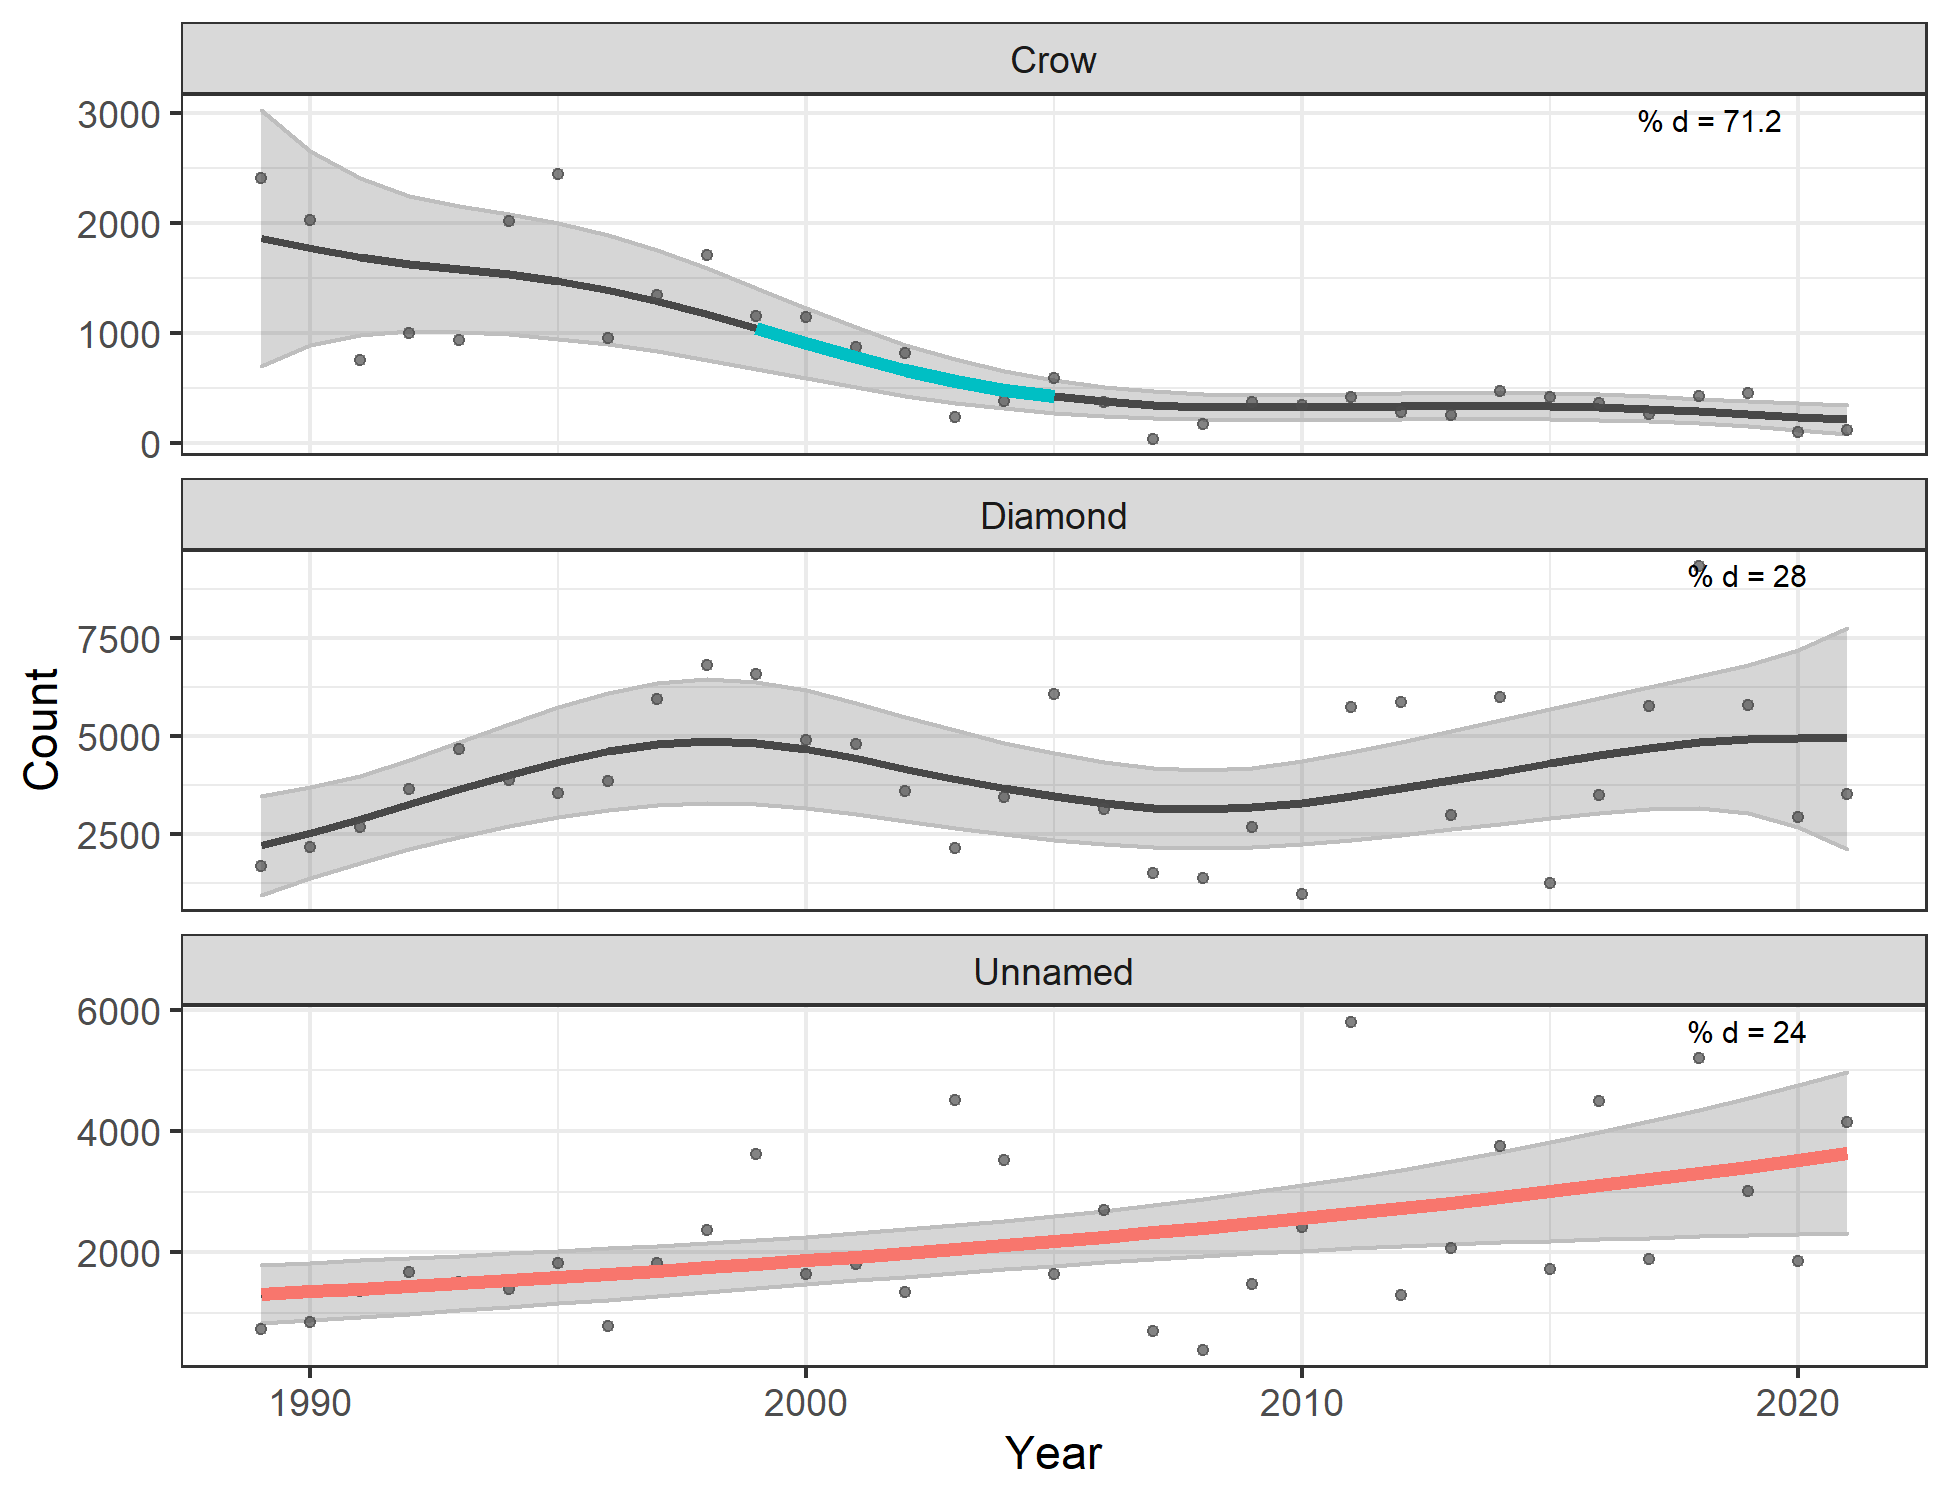 Crow
3000
% d = 71.2
2000
1000
0
Diamond
% d = 28
7500
5000
2500
Count
Unnamed
6000
% d = 24
4000
2000
1990 2000 2010 2020
Year